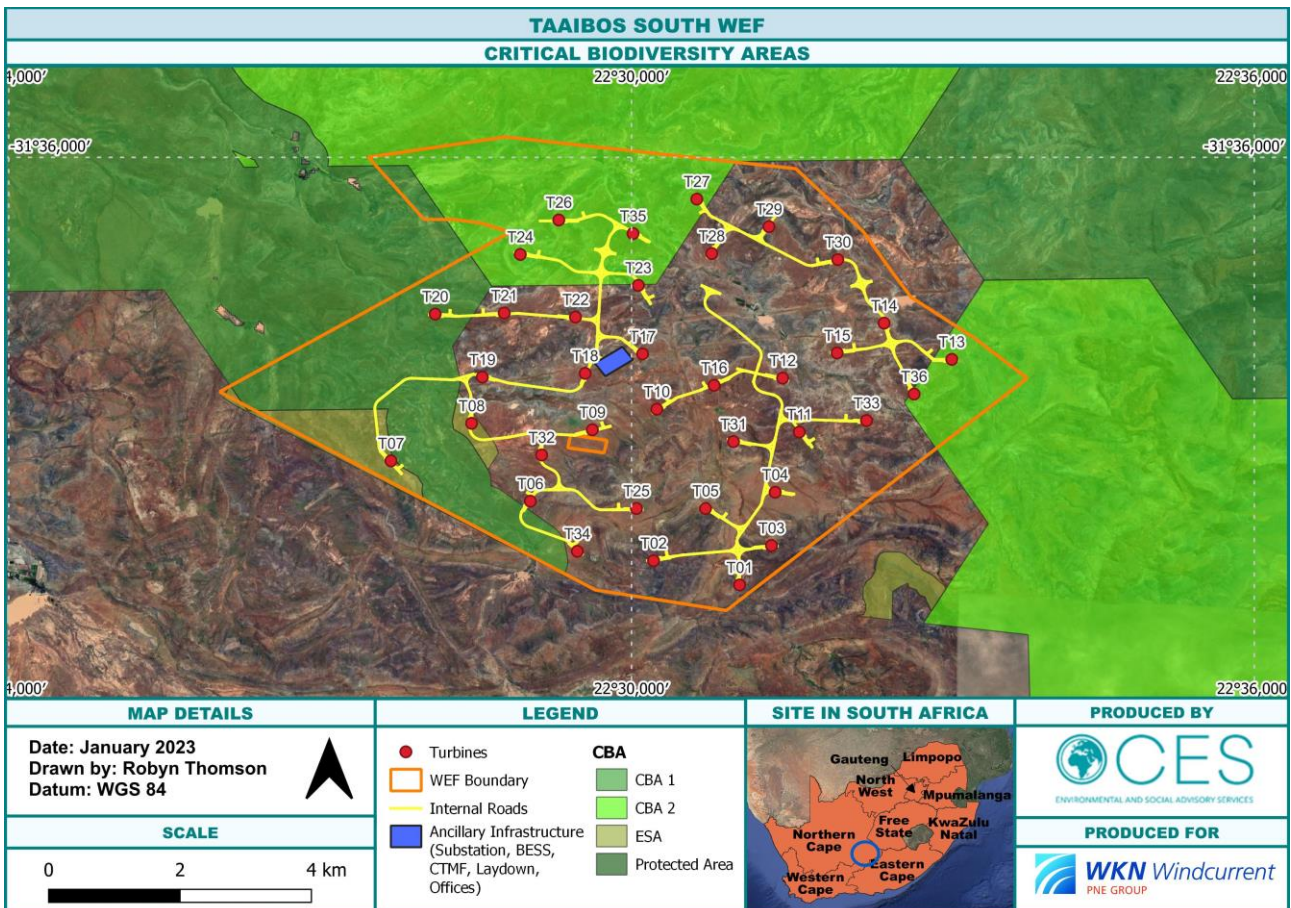 TAAIBOS SOUTH WEF
CRITICAL BIODIVERSITY AREAS
4,000'
22°30,000'
22°36,000'
-31°36,000'
-31°36,000'
T27
T26
T35
T29
T24
T28
T30
T23
T20
T21
T22
T14
T17
T15
T13
T19
T18
T16
T12
T36
T10
T08
T09
T11
T33
T31
T07
T32
T06
T25
T05
T04
T34
T02
T03
T01
4,000'
22°30,000'
22°36,000'
MAP DETAILS
Date: January 2023
Drawn by: Robyn Thomson
Datum: WGS 84
SCALE
0 2 4 km
LEGEND
Turbines
WEF Boundary
Internal Roads
Ancillary Infrastructure
(Substation, BESS,
CTMF, Laydown,
Offices)
CBA
CBA 1
CBA 2
ESA
Protected Area
SITE IN SOUTH AFRICA
Limpopo
Gauteng
North
West
Mpumalanga
Free
State
KwaZulu
Natal
Northern
Cape
Eastern
Cape
Western
Cape
PRODUCED BY
CES
ENVIRONMENTAL AND SOCIAL ADVISORY SERVICES
PRODUCED FOR
WKN Windcurrent
PNE GROUP